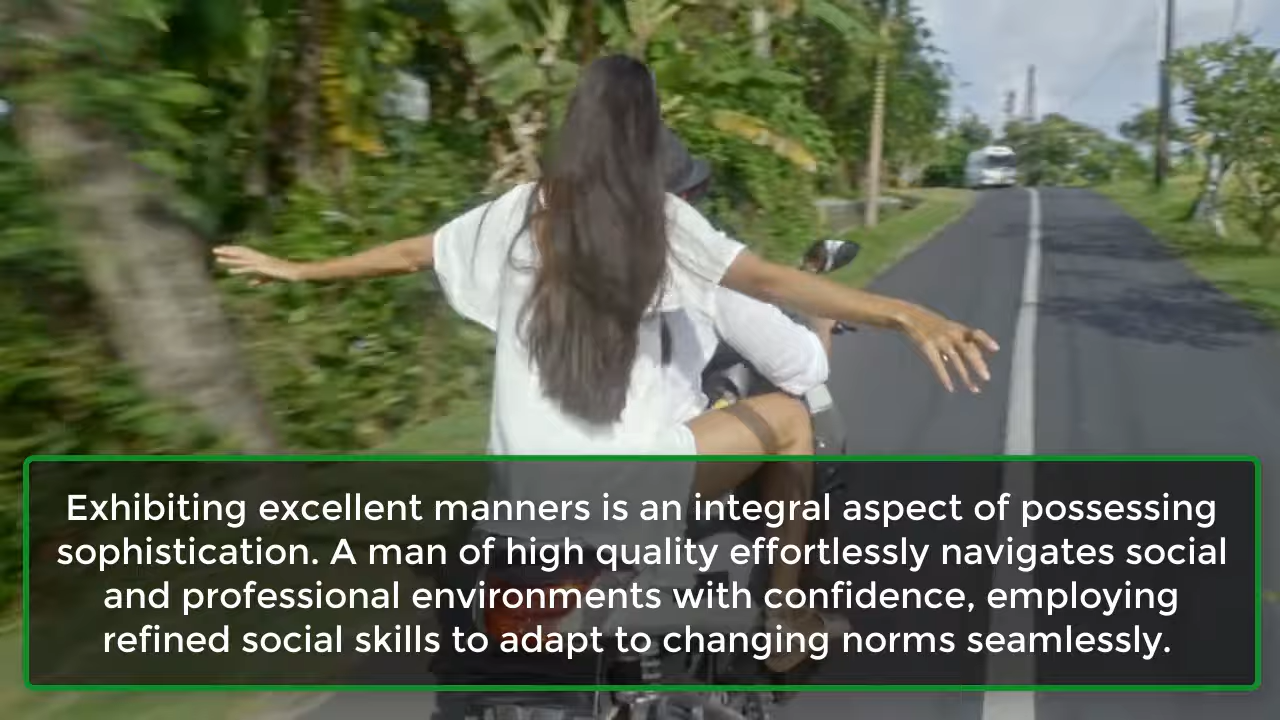 Exhibiting excellent manners is an integral aspect of possessing
sophistication. A man of high quality effortlessly navigates social
and professional environments with confidence, employing
refined social skills to adapt to changing norms seamlessly.